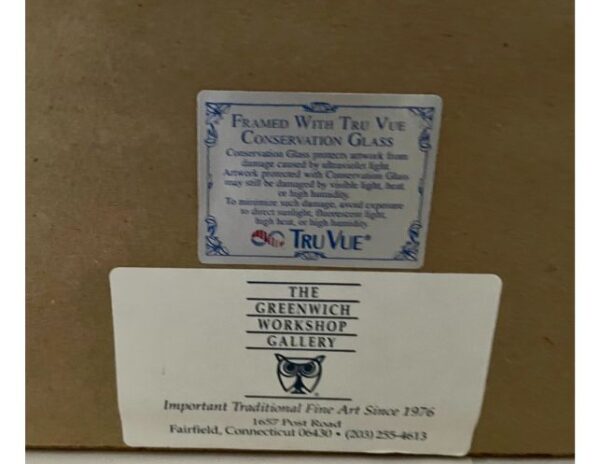 FRAMED WITH TRU VUE
CONSERVATION GLASS
Conservation Glass protects artwork from
damage caused by ultraviolet light.
Artwork protected with Conservation Glass
may still be damaged by visible light, heat
or high humidity.
To minimize such damage, avoid exposure
to direct sunlight, fluorescent light,
high heat, or high humidity.
TRU VUE®
THE
GREENWICH
WORKSHOP
GALLERY
Important Traditional Fine Art Since 1976
1657 Post Road
Fairfield, Connecticut 06430 • (203) 255-4613